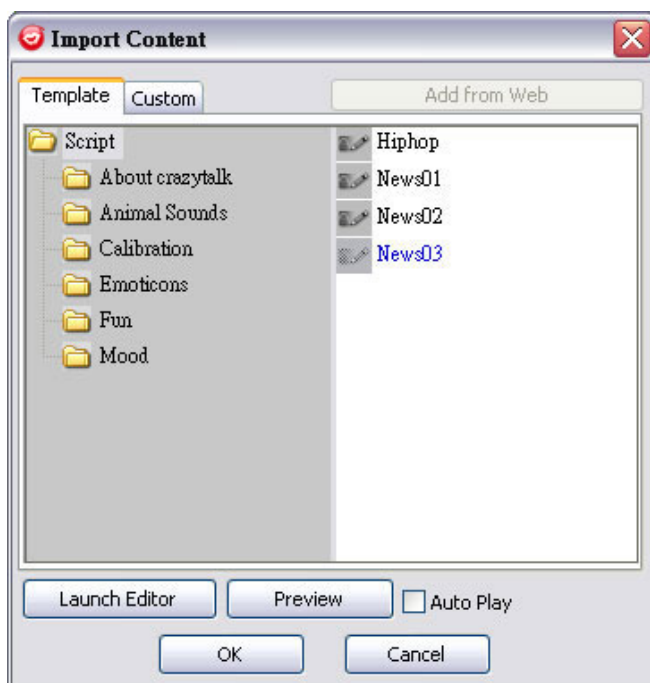 Import Content
Template
Custom
Add from Web
Script
About crazytalk
Animal Sounds
Calibration
Emoticons
Fun
Mood
Hiphop
News01
News02
News03
Launch Editor
Preview
Auto Play
OK
Cancel